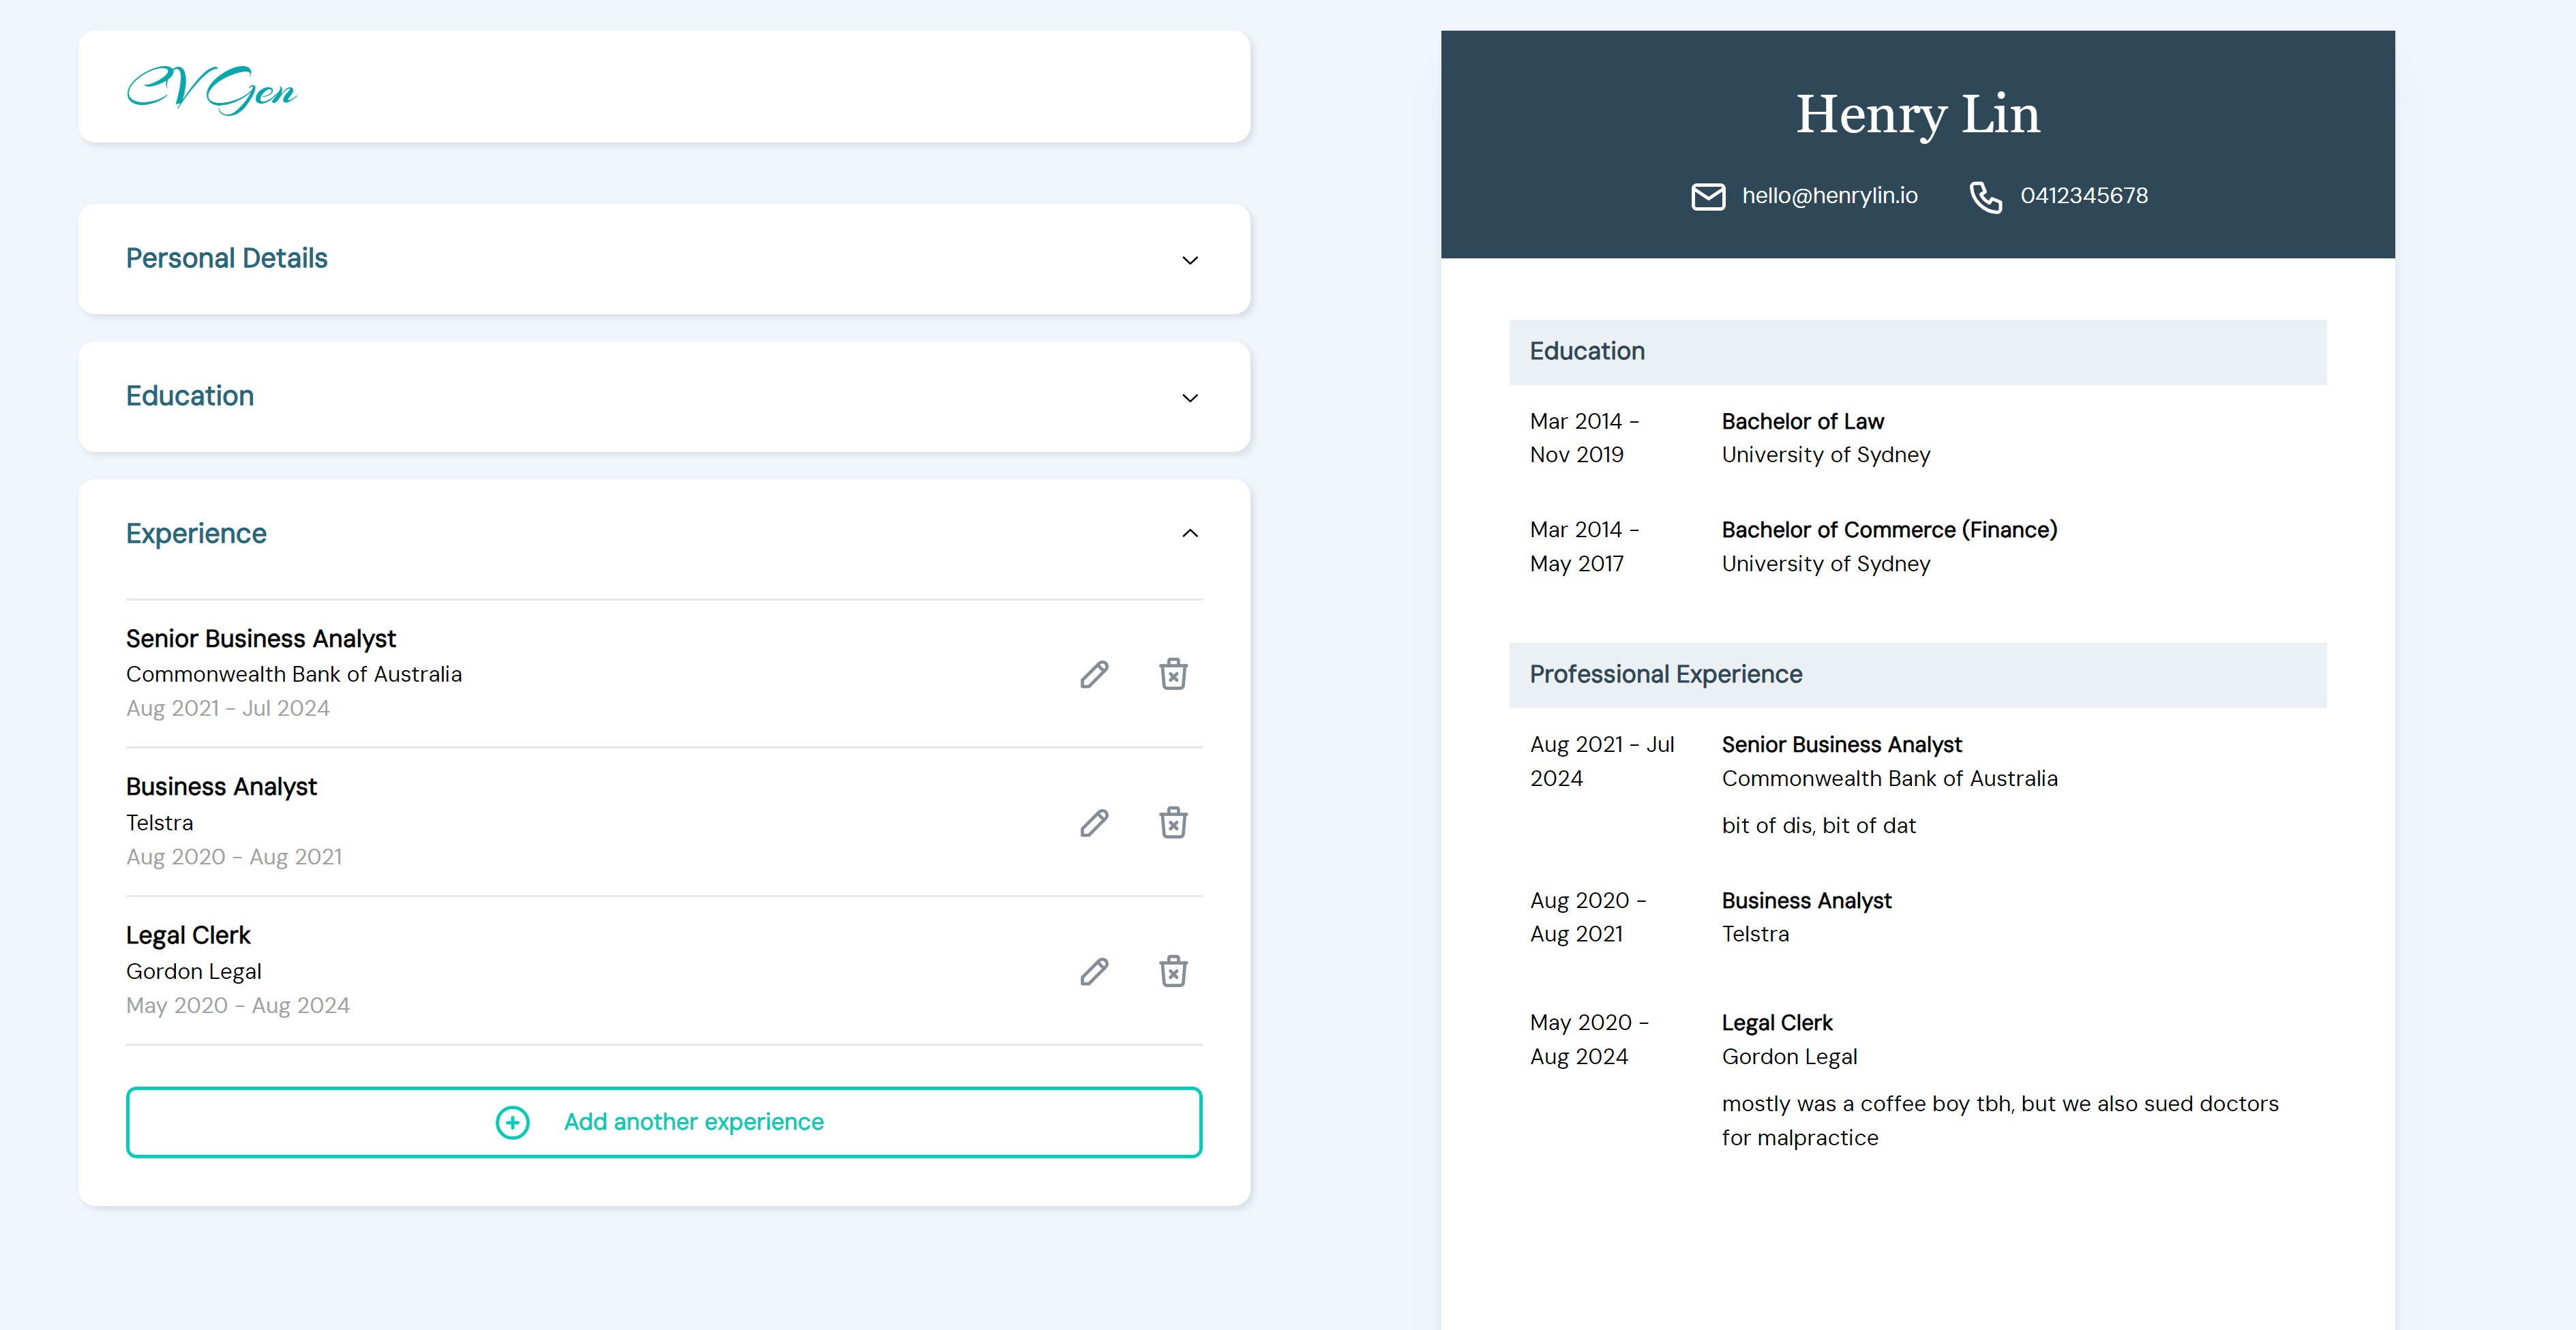 CVGen
Personal Details
Education
Experience
Senior Business Analyst
Commonwealth Bank of Australia
Aug 2021 - Jul 2024
Business Analyst
Telstra
Aug 2020 - Aug 2021
Legal Clerk
Gordon Legal
May 2020 - Aug 2024
Add another experience
Henry Lin
hello@henrylin.io 0412345678
Education
Mar 2014 - Bachelor of Law
Nov 2019 University of Sydney
Mar 2014 - Bachelor of Commerce (Finance)
May 2017 University of Sydney
Professional Experience
Aug 2021 - Jul Senior Business Analyst
2024 Commonwealth Bank of Australia
bit of dis, bit of dat
Aug 2020 - Business Analyst
Aug 2021 Telstra
May 2020 - Legal Clerk
Aug 2024 Gordon Legal
mostly was a coffee boy tbh, but we also sued doctors
for malpractice